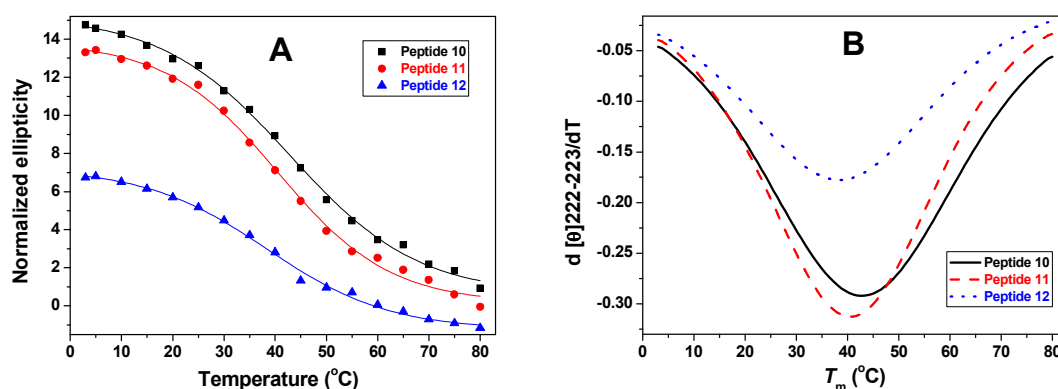 A
Peptide 10
Peptide 11
Peptide 12
Normalized ellipticity
14
12
10
8
6
4
2
0
0 10 20 30 40 50 60 70 80
Temperature (°C)
B
d [θ]222-223/dT
-0.05
-0.10
-0.15
-0.20
-0.25
-0.30
Peptide 10
Peptide 11
Peptide 12
0 10 20 30 40 50 60 70 80
Tm (°C)